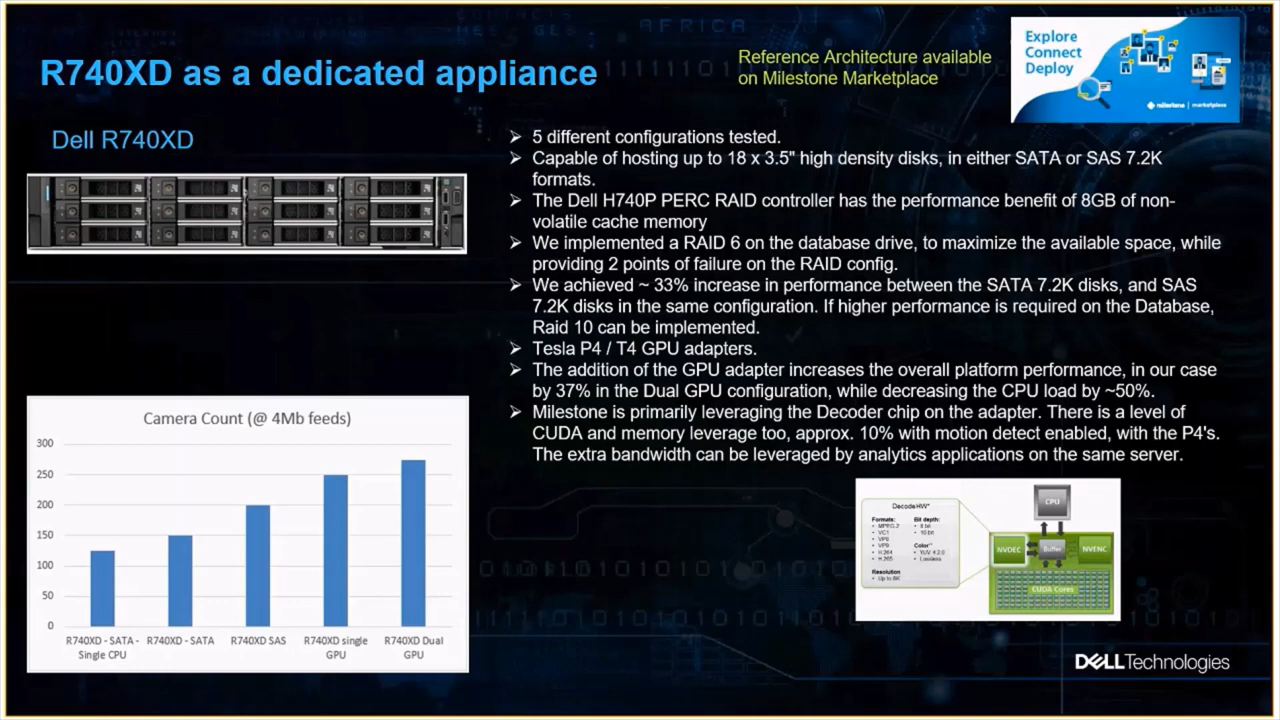 R740XD as a dedicated appliance
Reference Architecture available
on Milestone Marketplace
Explore
Connect
Deploy
milestone | marketplace
Dell R740XD
➢ 5 different configurations tested.
➢ Capable of hosting up to 18 x 3.5" high density disks, in either SATA or SAS 7.2K
formats.
➢ The Dell H740P PERC RAID controller has the performance benefit of 8GB of non-
volatile cache memory
➢ We implemented a RAID 6 on the database drive, to maximize the available space, while
providing 2 points of failure on the RAID config.
➢ We achieved ~ 33% increase in performance between the SATA 7.2K disks, and SAS
7.2K disks in the same configuration. If higher performance is required on the Database,
Raid 10 can be implemented.
➢ Tesla P4 / T4 GPU adapters.
➢ The addition of the GPU adapter increases the overall platform performance, in our case
by 37% in the Dual GPU configuration, while decreasing the CPU load by ~50%.
➢ Milestone is primarily leveraging the Decoder chip on the adapter. There is a level of
CUDA and memory leverage too, approx. 10% with motion detect enabled, with the P4's.
The extra bandwidth can be leveraged by analytics applications on the same server.
Camera Count (@ 4Mb feeds)
300
250
200
150
100
50
0
R740XD - SATA - Single CPU
R740XD - SATA
R740XD SAS
R740XD single GPU
R740XD Dual GPU
Decode HW*
Formats:
• MPEG-2
• VC1
• VP8
• VP9
• H.264
• H.265
Resolution
• Up to 8K
Bit depth:
• 8 bit
• 10 bit
Color**
• YUV 4:2:0
• Lossless
CPU
NVDEC
Buffer
NVENC
CUDA Cores
DELL Technologies
AFRICA